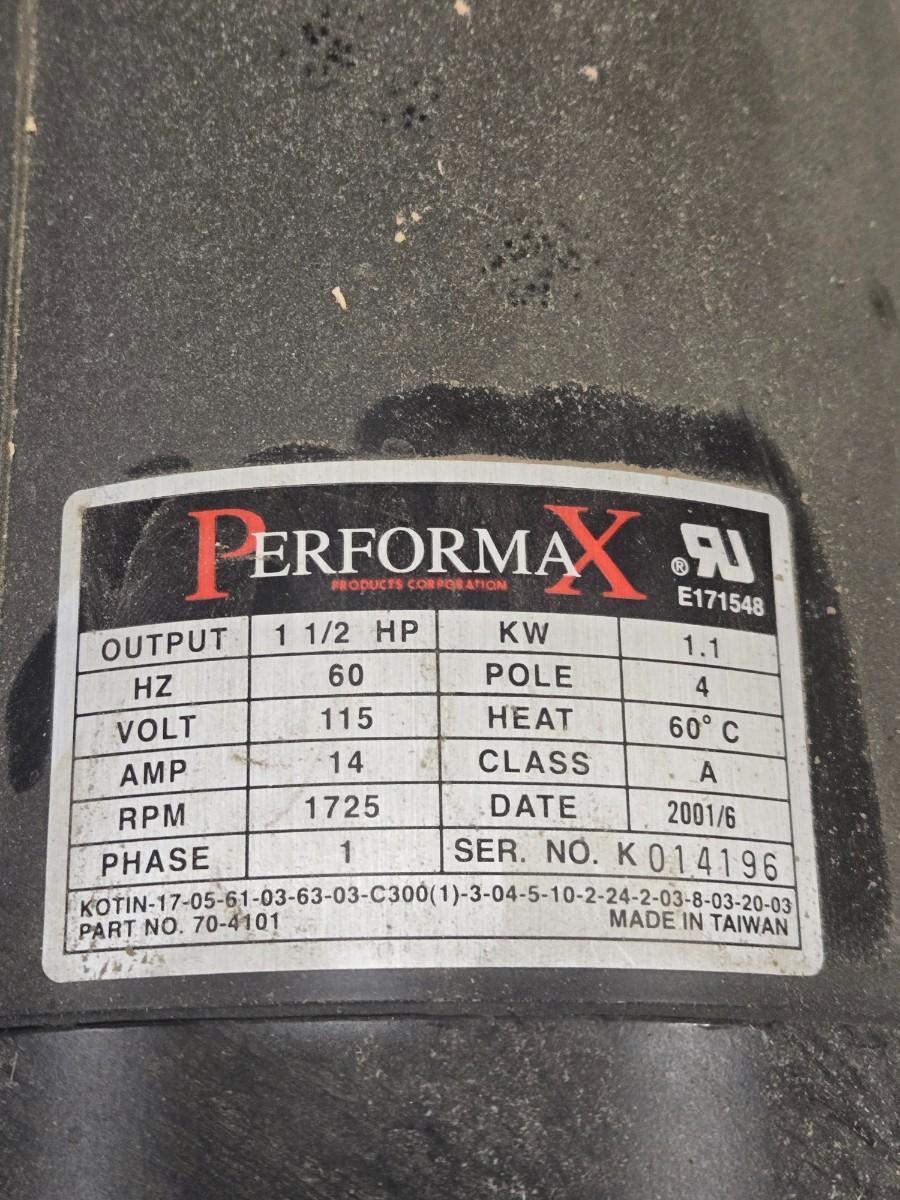 PERFORMAX
PRODUCTS CORPORATION
® RU
E171548
OUTPUT 1 1/2 HP KW 1.1
HZ 60 POLE 4
VOLT 115 HEAT 60° C
AMP 14 CLASS A
RPM 1725 DATE 2001/6
PHASE 1 SER. NO. K 014196
KOTIN-17-05-61-03-63-03-C300(1)-3-04-5-10-2-24-2-03-8-03-20-03
PART NO. 70-4101 MADE IN TAIWAN